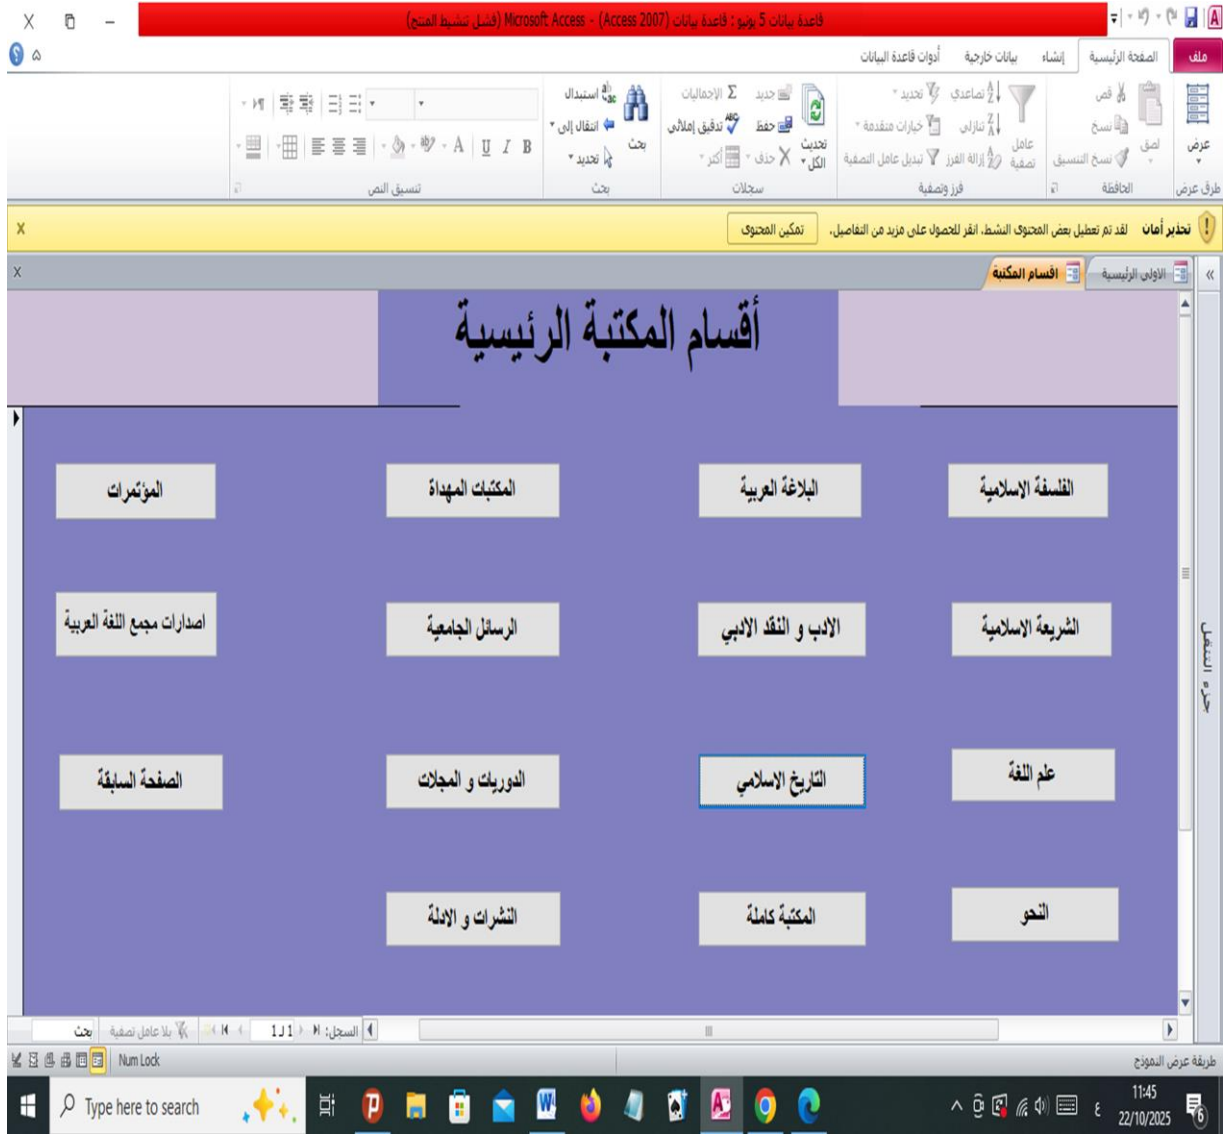 قاعدة بيانات 5 يونيو : قاعدة بيانات (Access 2007) - Microsoft Access (فشل تنشيط المنتج)
ملف الصفحة الرئيسية إنشاء بيانات خارجية أدوات قاعدة البيانات
قص تصاعدي تحديد جديد الإجماليات استبدال
نسخ تنازلي خيارات متقدمة حفظ تدقيق إملائي انتقال إلى
عرض لصق نسخ التنسيق عامل تصفية إزالة الفرز تبديل عامل التصفية تحديث الكل حذف أكثر بحث تحديد
B I U A
طرق عرض الحافظة فرز وتصفية سجلات بحث تنسيق النص
تحذير أمان لقد تم تعطيل بعض المحتوى النشط. انقر للحصول على مزيد من التفاصيل. تمكين المحتوى
الاولى الرئيسية اقسام المكتبة
أقسام المكتبة الرئيسية
الفلسفة الاسلامية البلاغة العربية المكتبات المهداة المؤتمرات
الشريعة الاسلامية الادب و النقد الادبي الرسائل الجامعية اصدارات مجمع اللغة العربية
علم اللغة التاريخ الاسلامي الدوريات و المجلات الصفحة السابقة
النحو المكتبة كاملة النشرات و الادلة
جزء التنقل
السجل: 1 لـ 1 بلا عامل تصفية بحث
طريقة عرض النموذج Num Lock
Type here to search
ع 11:45
22/10/2025
6